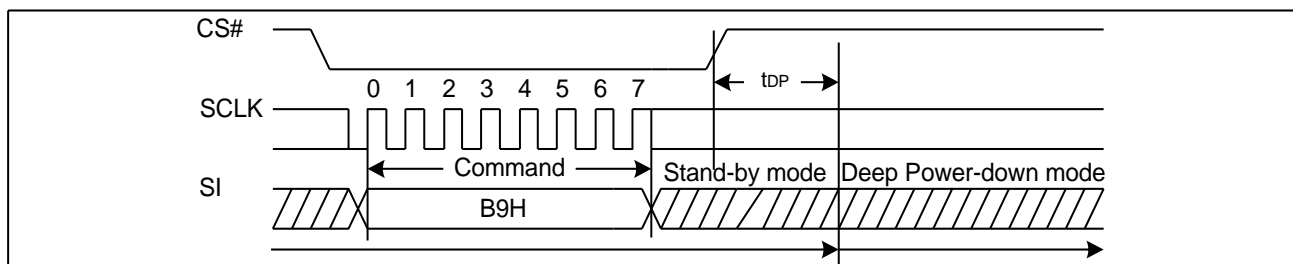 CS#
tDP
0 1 2 3 4 5 6 7
SCLK
Command
Stand-by mode Deep Power-down mode
SI
B9H